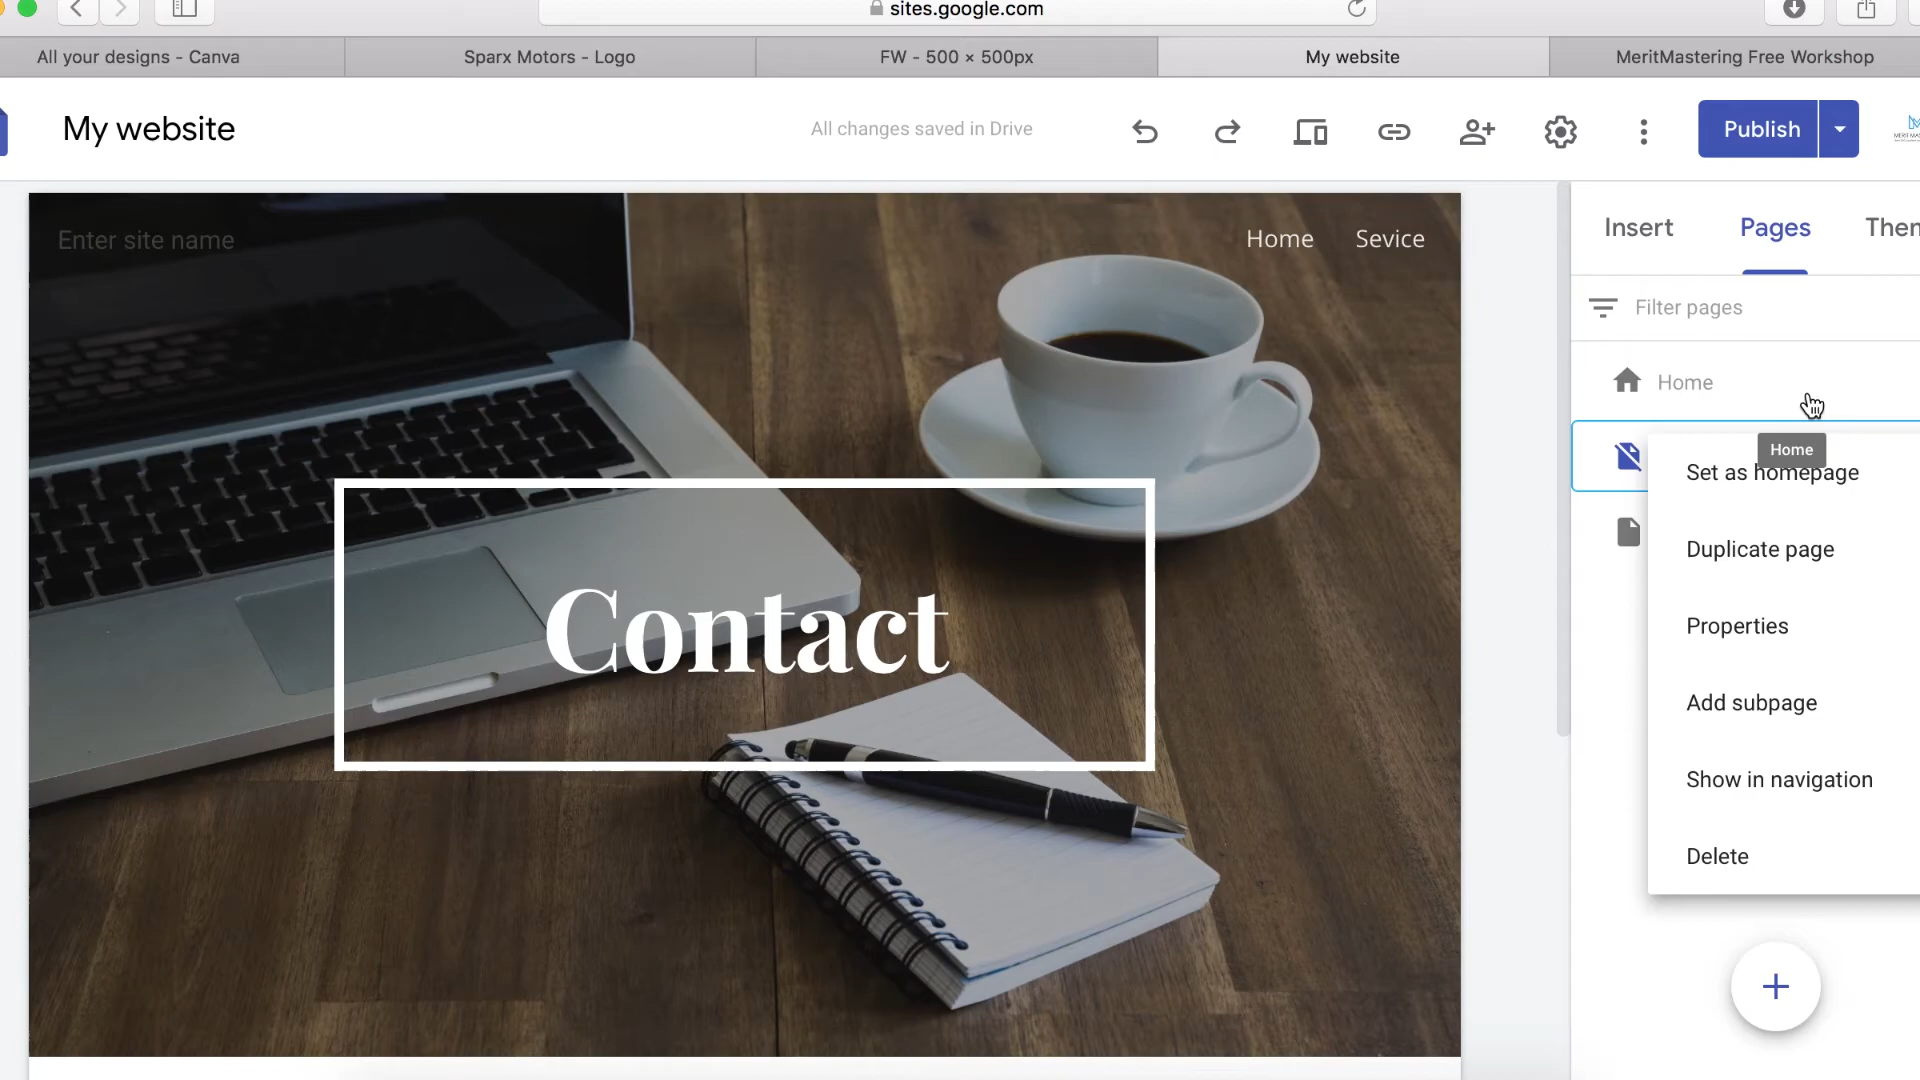 sites.google.com
All your designs - Canva
Sparx Motors - Logo
FW - 500 × 500px
My website
MeritMastering Free Workshop
My website
All changes saved in Drive
Publish
Enter site name
Home
Sevice
Insert
Pages
Them
Filter pages
Home
Home
Set as homepage
Duplicate page
Properties
Add subpage
Show in navigation
Delete
Contact